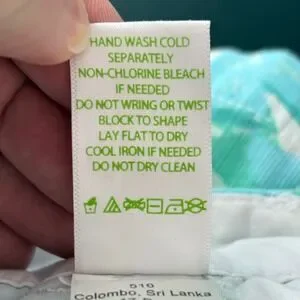 HAND WASH COLD
SEPARATELY
NON-CHLORINE BLEACH
IF NEEDED
DO NOT WRING OR TWIST
BLOCK TO SHAPE
LAY FLAT TO DRY
COOL IRON IF NEEDED
DO NOT DRY CLEAN
510
Colombo, Sri Lanka